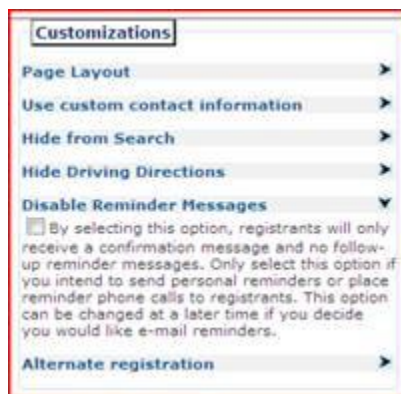 Customizations
Page Layout
Use custom contact information
Hide from Search
Hide Driving Directions
Disable Reminder Messages
By selecting this option, registrants will only
receive a confirmation message and no follow-
up reminder messages. Only select this option if
you intend to send personal reminders or place
reminder phone calls to registrants. This option
can be changed at a later time if you decide
you would like e-mail reminders.
Alternate registration